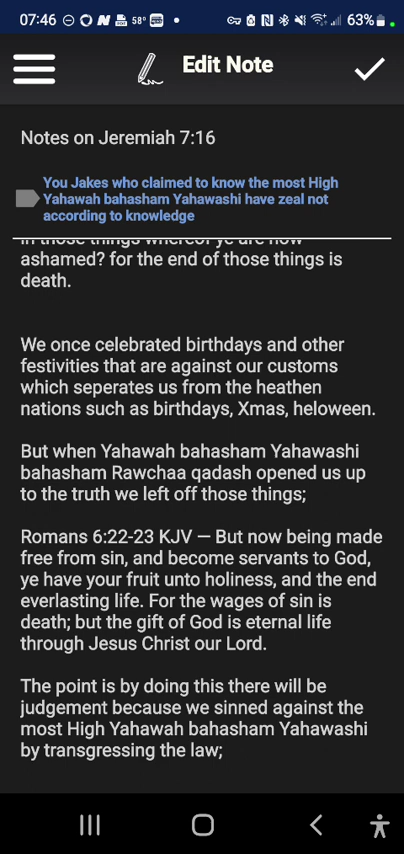 07:46
58°
63%
Edit Note
Notes on Jeremiah 7:16
You Jakes who claimed to know the most High
Yahawah bahasham Yahawashi have zeal not
according to knowledge
in those things whereof ye are now
ashamed? for the end of those things is
death.
We once celebrated birthdays and other
festivities that are against our customs
which seperates us from the heathen
nations such as birthdays, Xmas, heloween.
But when Yahawah bahasham Yahawashi
bahasham Rawchaa qadash opened us up
to the truth we left off those things;
Romans 6:22-23 KJV — But now being made
free from sin, and become servants to God,
ye have your fruit unto holiness, and the end
everlasting life. For the wages of sin is
death; but the gift of God is eternal life
through Jesus Christ our Lord.
The point is by doing this there will be
judgement because we sinned against the
most High Yahawah bahasham Yahawashi
by transgressing the law;